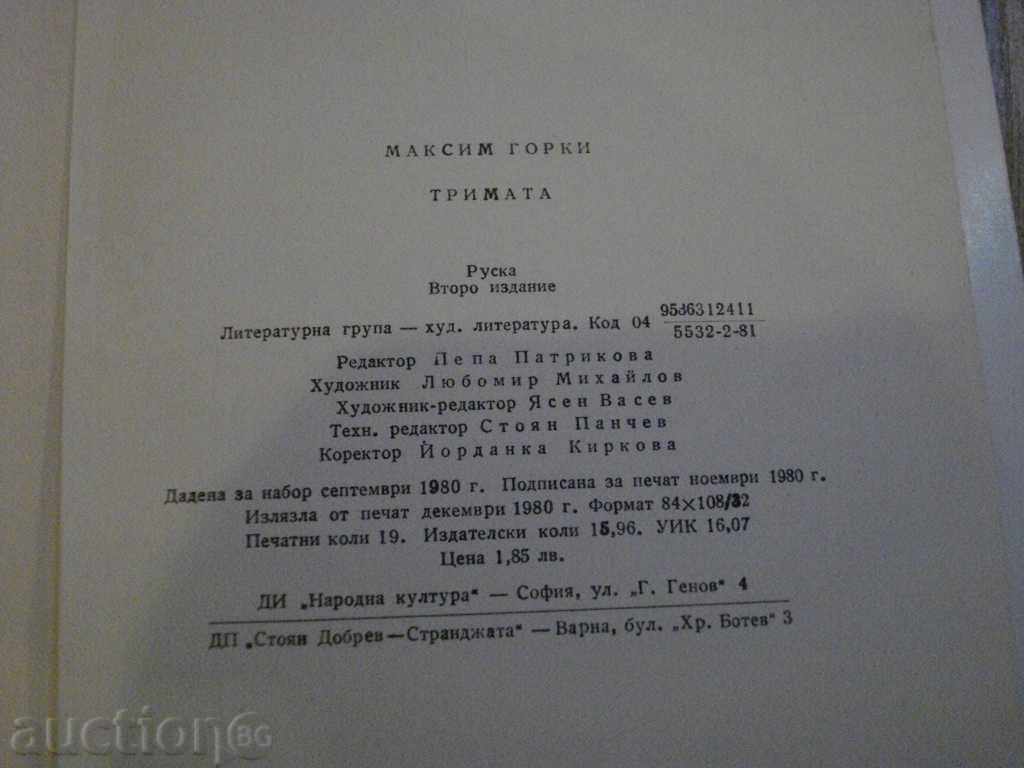 МАКСИМ ГОРКИ
ТРИМАТА
Руска
Второ издание
Литературна група — худ. литература. Код 04 9536312411
5532-2-81
Редактор Лепа Патрикова
Художник Любомир Михайлов
Художник-редактор Ясен Васев
Техн. редактор Стоян Панчев
Коректор Йорданка Киркова
Дадена за набор септември 1980 г. Подписана за печат ноември 1980 г.
Излязла от печат декември 1980 г. Формат 84×108/32
Печатни коли 19. Издателски коли 15,96. УИК 16,07
Цена 1,85 лв.
ДИ „Народна култура“ — София, ул. „Г. Генов“ 4
ДП „Стоян Добрев—Странджата“ — Варна, бул. „Хр. Ботев“ 3
auction BG